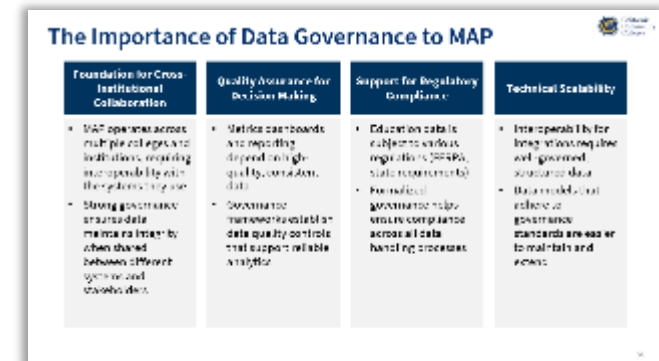 The Importance of Data Governance to MAP
California
Community
Colleges
Foundation for Cross-
Institutional
Collaboration
• MAP operates across
multiple colleges and
institutions, requiring
interoperability with
the systems they use
• Strong governance
ensures data
maintains integrity
when shared
between different
systems and
stakeholders
Quality Assurance for
Decision Making
• Metrics dashboards
and reporting
depend on high-
quality, consistent
data
• Governance
frameworks establish
data quality controls
that support reliable
analytics
Support for Regulatory
Compliance
• Education data is
subject to various
regulations (FERPA,
state requirements)
• Formalized
governance helps
ensure compliance
across all data
handling processes
Technical Scalability
• Interoperability for
integrations requires
well-governed,
structured data
• Data models that
adhere to
governance
standards are easier
to maintain and
extend